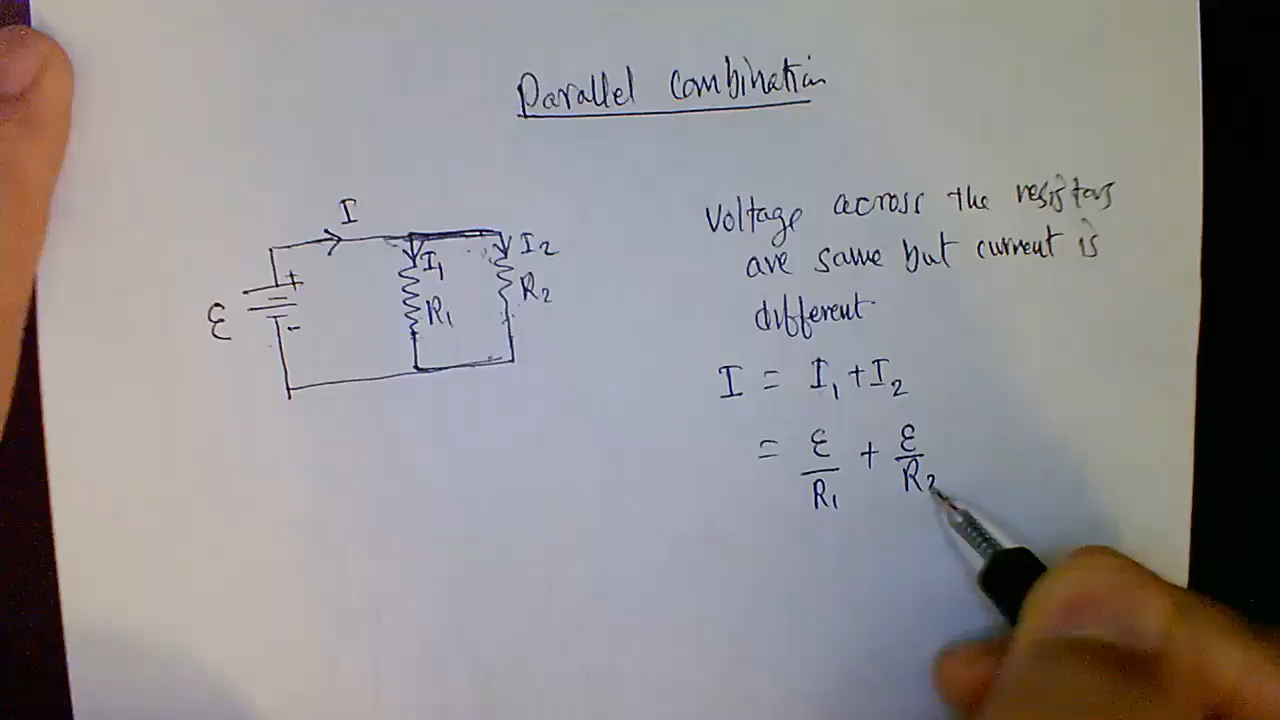 Parallel Combination
I
I₁
I₂
R₁
R₂
ε
+
-
Voltage across the resistors
are same but current is
different
I = I₁ + I₂
= ε/R₁ + ε/R₂